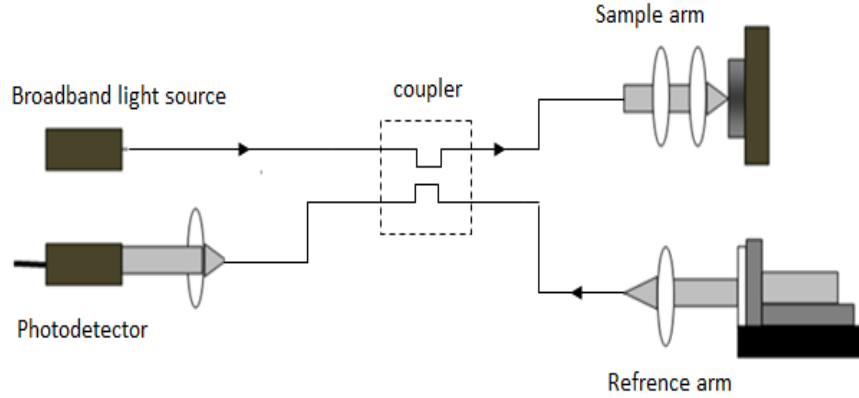 Sample arm
Broadband light source
coupler
Photodetector
Refrence arm